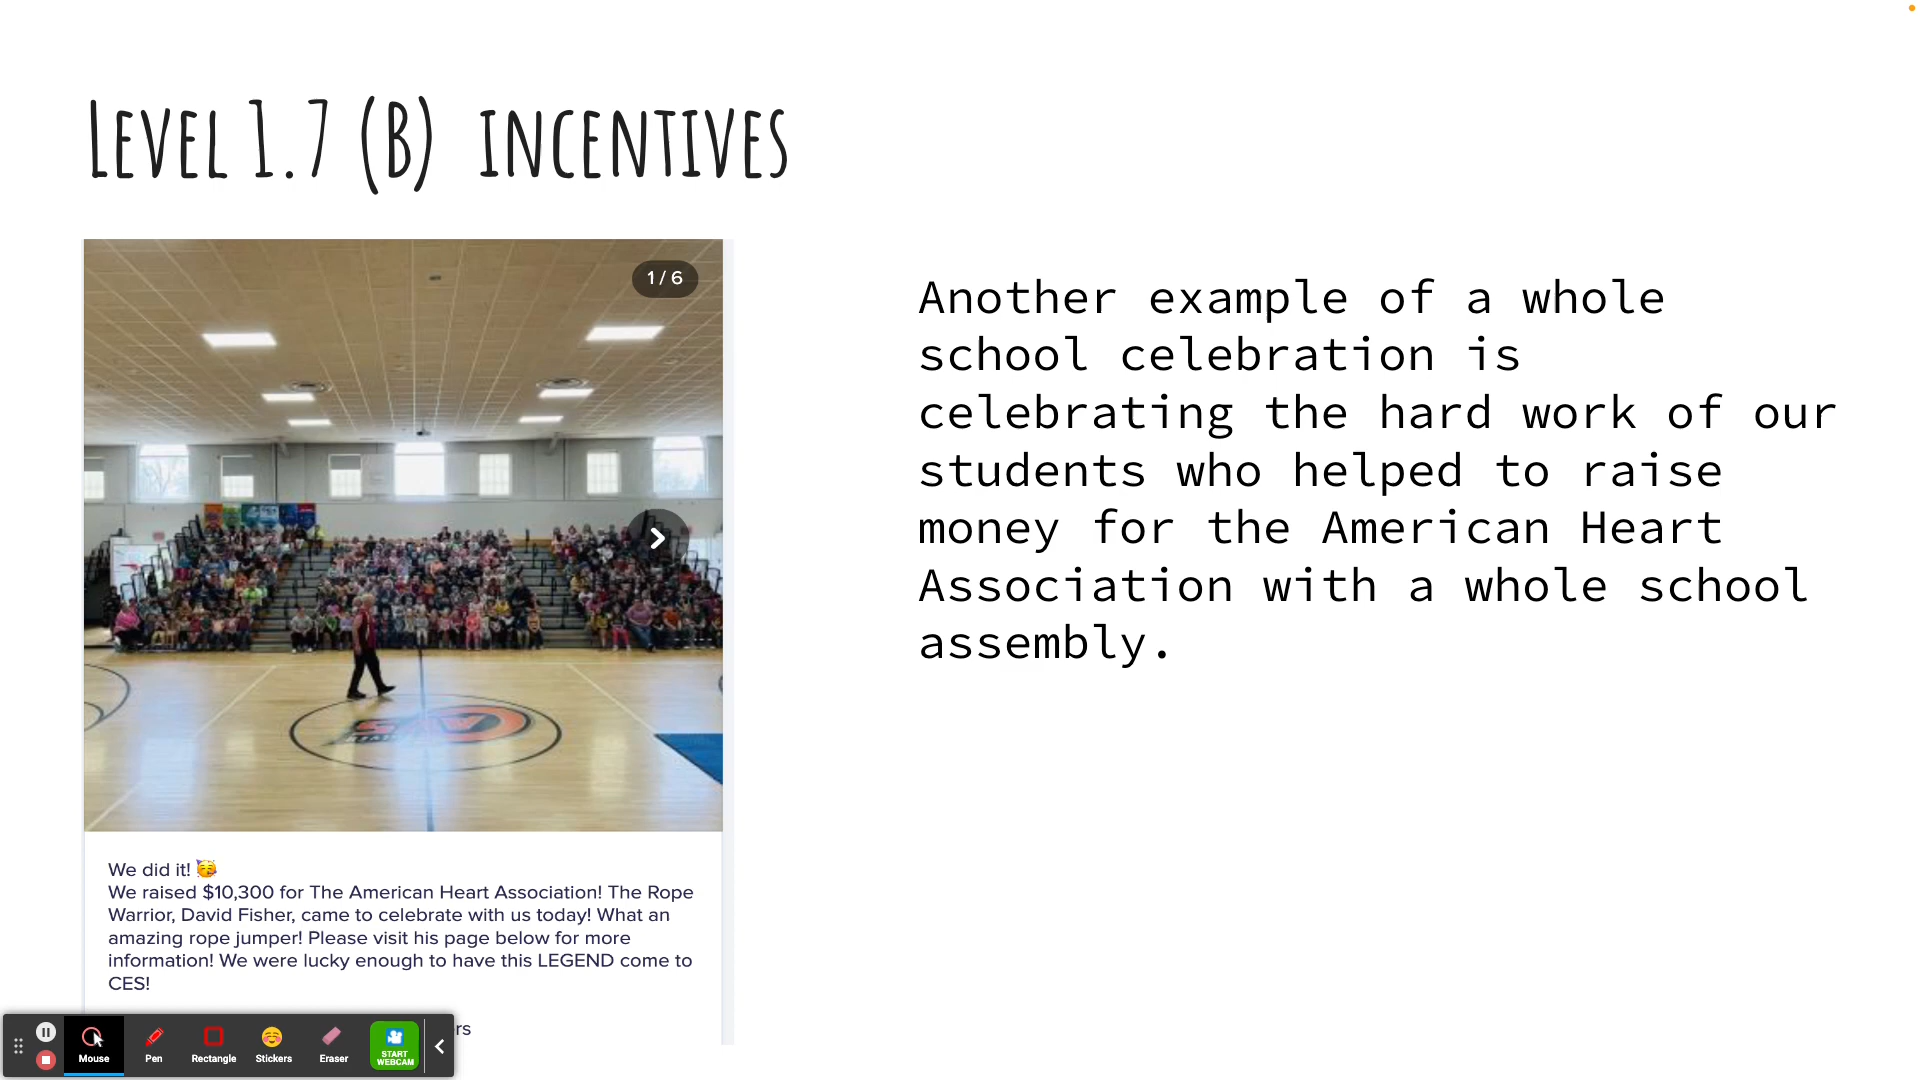 Level 1.7 (B) incentives
1 / 6
Another example of a whole
school celebration is
celebrating the hard work of our
students who helped to raise
money for the American Heart
Association with a whole school
assembly.
We did it! 🥳
We raised $10,300 for The American Heart Association! The Rope
Warrior, David Fisher, came to celebrate with us today! What an
amazing rope jumper! Please visit his page below for more
information! We were lucky enough to have this LEGEND come to
CES!
Mouse
Pen
Rectangle
Stickers
Eraser
START
WEBCAM